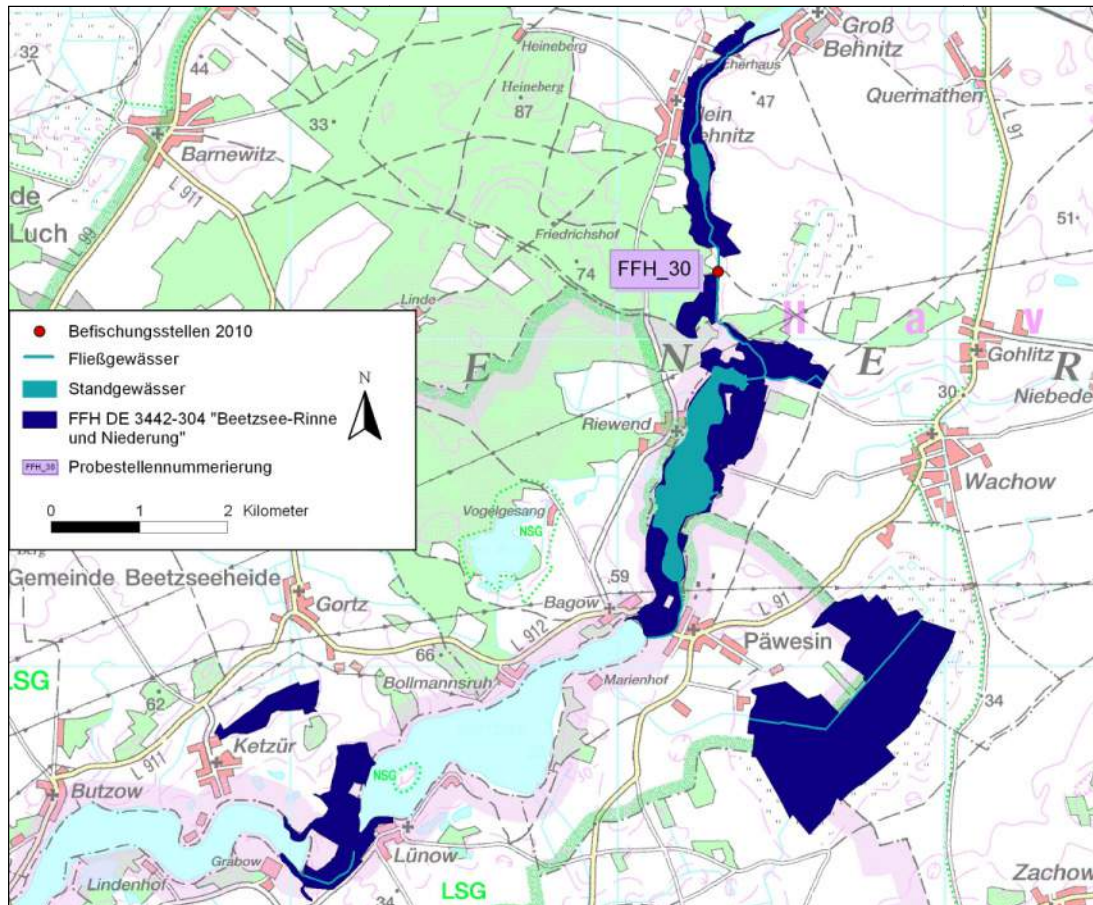 Groß
Behnitz
Heineberg
Heineberg
87
32
44
33
47
Quermathen
L 91
Barnewitz
L 911
L 99
de
Luch
Friedrichshof
74
51
FFH_30
Linde
H a v
E N E R
Gohlitz
Niebede
30
Riewend
Wachow
Befischungsstellen 2010
Fließgewässer
Standgewässer
FFH DE 3442-304 "Beetzsee-Rinne
und Niederung"
FFH_30 Probestellennummerierung
N
0 1 2 Kilometer
Vogelgesang
NSG
59
Gemeinde Beetzseeheide
Gortz
Bagow
L 912
L 91
Päwesin
66
Bollmannsruh
Marienhof
LSG
62
34
Ketzür
L 911
NSG
Butzow
Grabow
Lünow
Lindenhof
34
LSG
Zachow